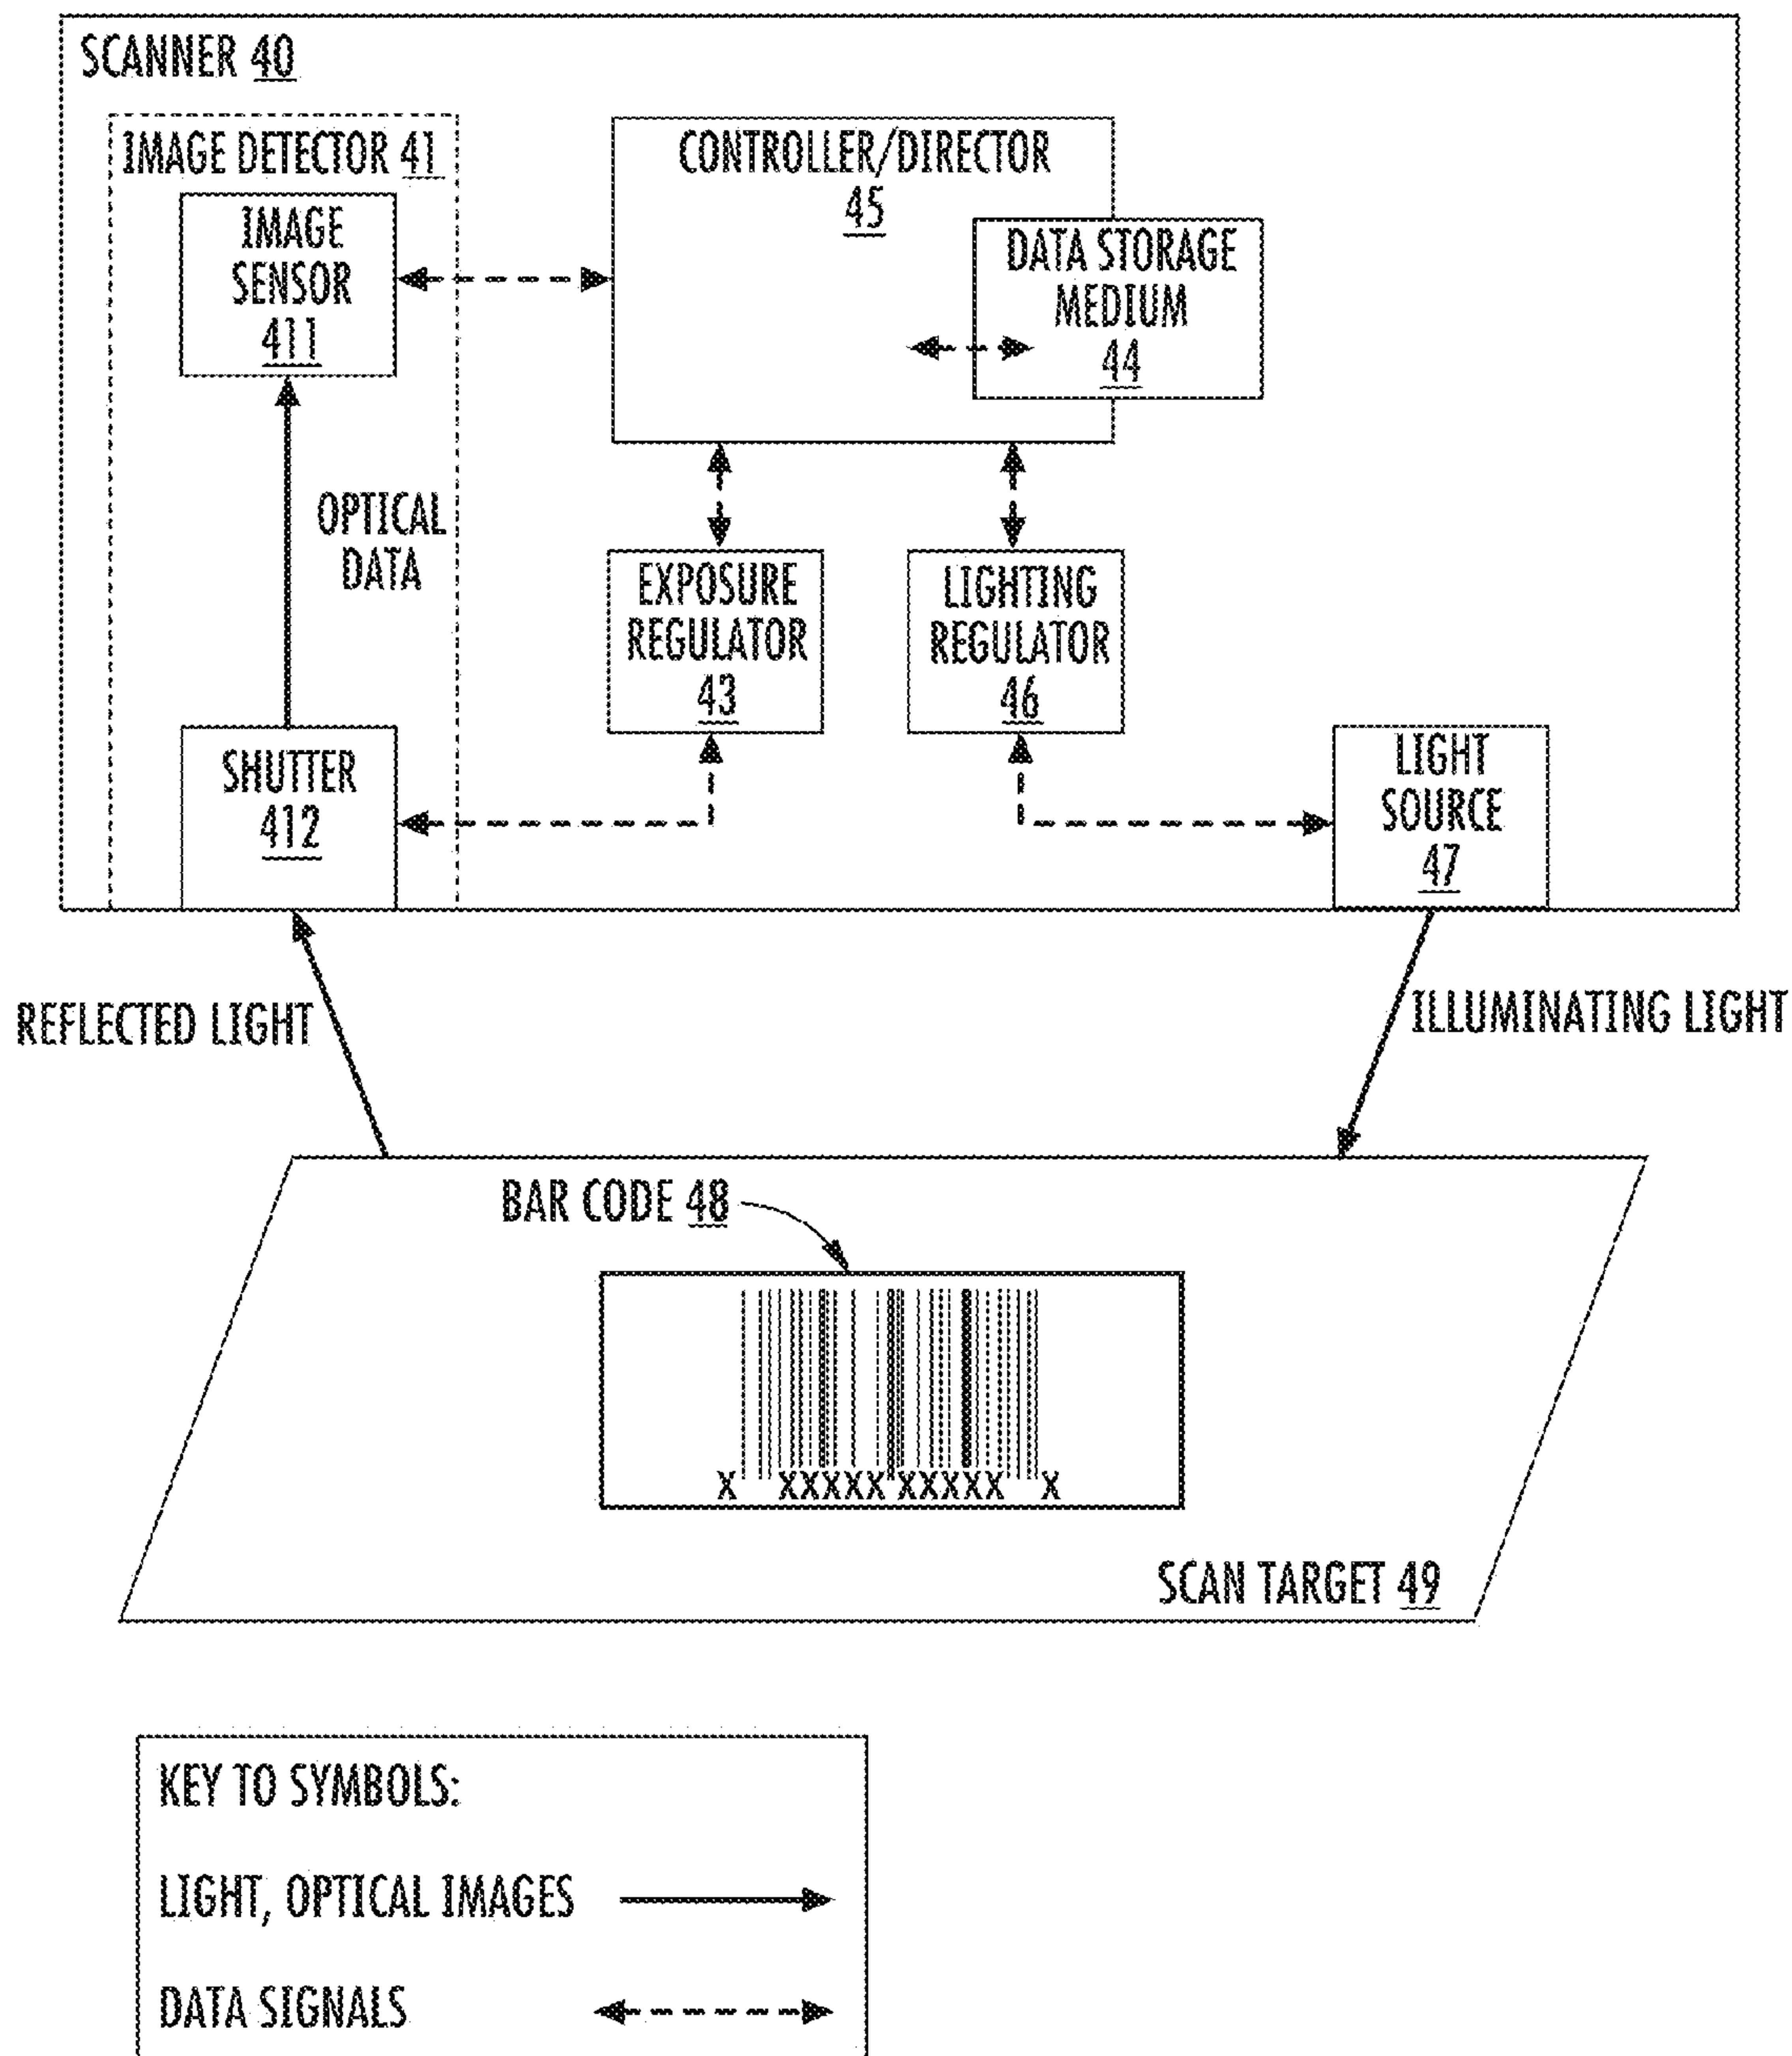 SCANNER 40
IMAGE DETECTOR 41
IMAGE
SENSOR
411
CONTROLLER/DIRECTOR
45
DATA STORAGE
MEDIUM
44
OPTICAL
DATA
EXPOSURE
REGULATOR
43
LIGHTING
REGULATOR
46
SHUTTER
412
LIGHT
SOURCE
47
REFLECTED LIGHT
ILLUMINATING LIGHT
BAR CODE 48
X XXXXX XXXXX X
SCAN TARGET 49
KEY TO SYMBOLS:
LIGHT, OPTICAL IMAGES
DATA SIGNALS